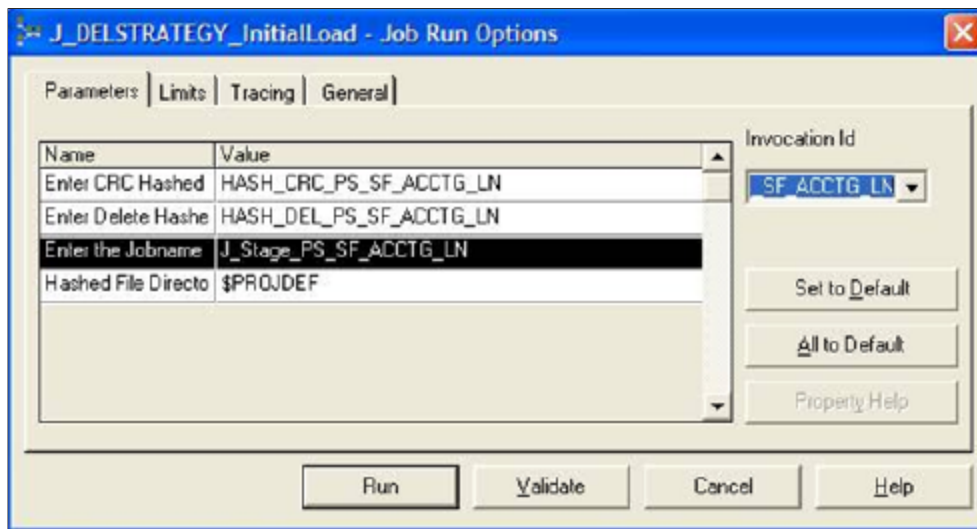 J_DELSTRATEGY_InitialLoad - Job Run Options
Parameters Limits Tracing General
Invocation Id
Name Value
Enter CRC Hashed HASH_CRC_PS_SF_ACCTG_LN
_SF_ACCTG_LN
Enter Delete Hashe HASH_DEL_PS_SF_ACCTG_LN
Enter the Jobname J_Stage_PS_SF_ACCTG_LN
Hashed File Directo $PROJDEF
Set to Default
All to Default
Property Help
Run Validate Cancel Help